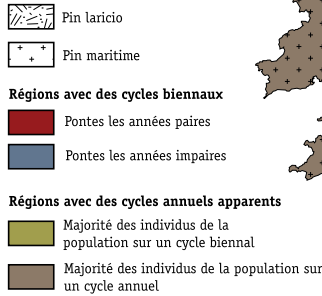 Pin laricio
Pin maritime
Régions avec des cycles biennaux
Pontes les années paires
Pontes les années impaires
Régions avec des cycles annuels apparents
Majorité des individus de la
population sur un cycle biennal
Majorité des individus de la population sur
un cycle annuel